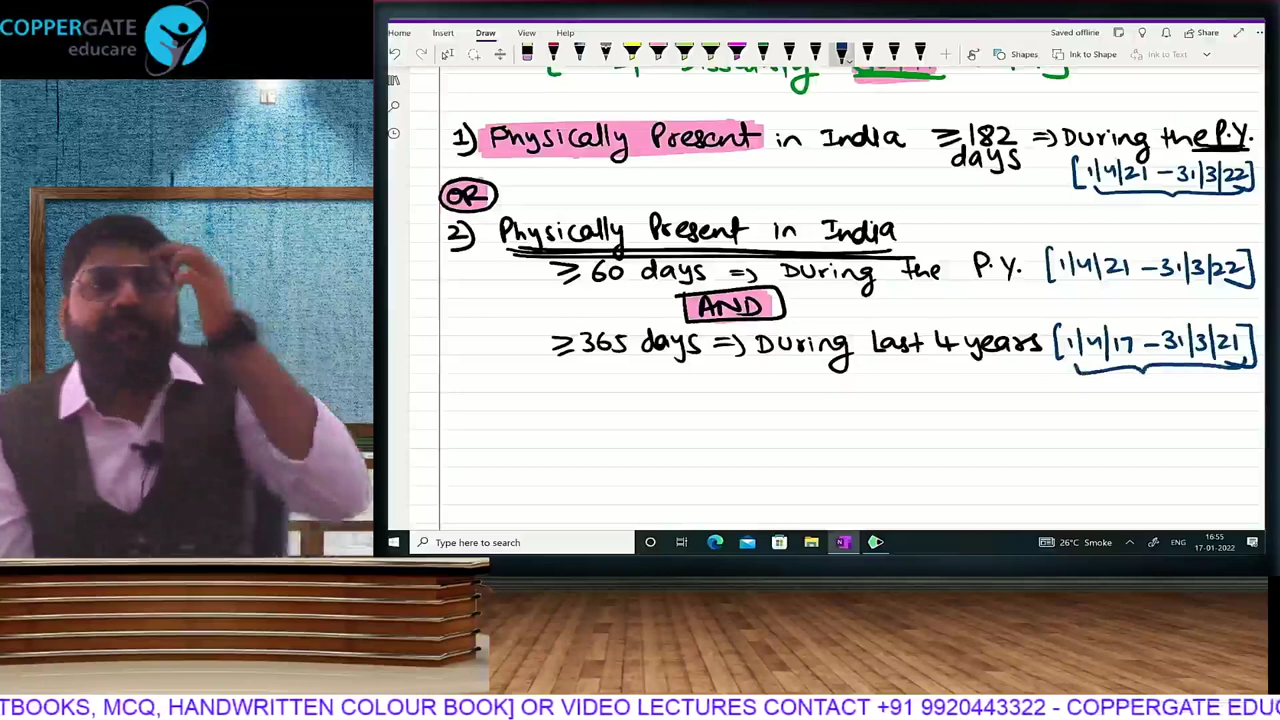 COPPERGATE
educare
Home Insert Draw View Help
Saved offline
Share
Shapes
Ink to Shape
Ink to Text
1) Physically Present in India ≥ 182 days => During the P.Y.
[1/4/21 - 31/3/22]
OR
2) Physically Present in India
≥ 60 days => During the P.Y. [1/4/21 - 31/3/22]
AND
≥ 365 days => During last 4 years [1/4/17 - 31/3/21]
Type here to search
26°C Smoke
ENG
16:55
17-01-2022
TBOOKS, MCQ, HANDWRITTEN COLOUR BOOK] OR VIDEO LECTURES CONTACT +91 9920443322 - COPPERGATE EDU